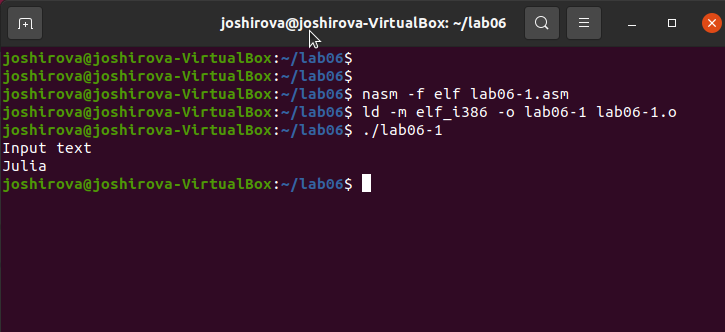 joshirova@joshirova-VirtualBox: ~/lab06
joshirova@joshirova-VirtualBox:~/lab06$
joshirova@joshirova-VirtualBox:~/lab06$
joshirova@joshirova-VirtualBox:~/lab06$ nasm -f elf lab06-1.asm
joshirova@joshirova-VirtualBox:~/lab06$ ld -m elf_i386 -o lab06-1 lab06-1.o
joshirova@joshirova-VirtualBox:~/lab06$ ./lab06-1
Input text
Julia
joshirova@joshirova-VirtualBox:~/lab06$